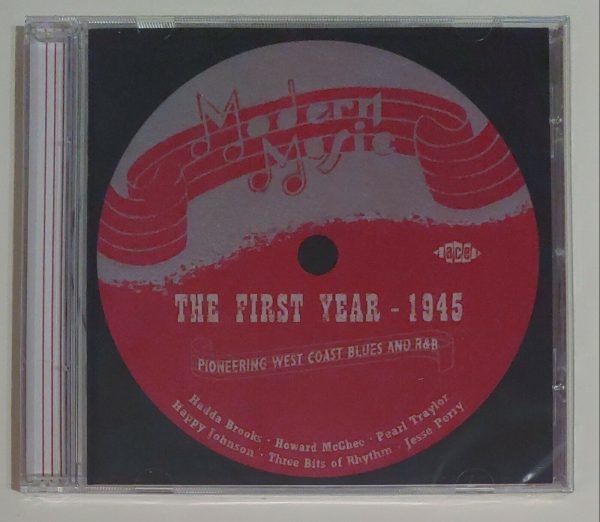 Modern
Music
ace
THE FIRST YEAR - 1945
PIONEERING WEST COAST BLUES AND R&B
Hadda Brooks · Howard McGhee · Pearl Traylor
Happy Johnson · Three Bits of Rhythm · Jesse Perry